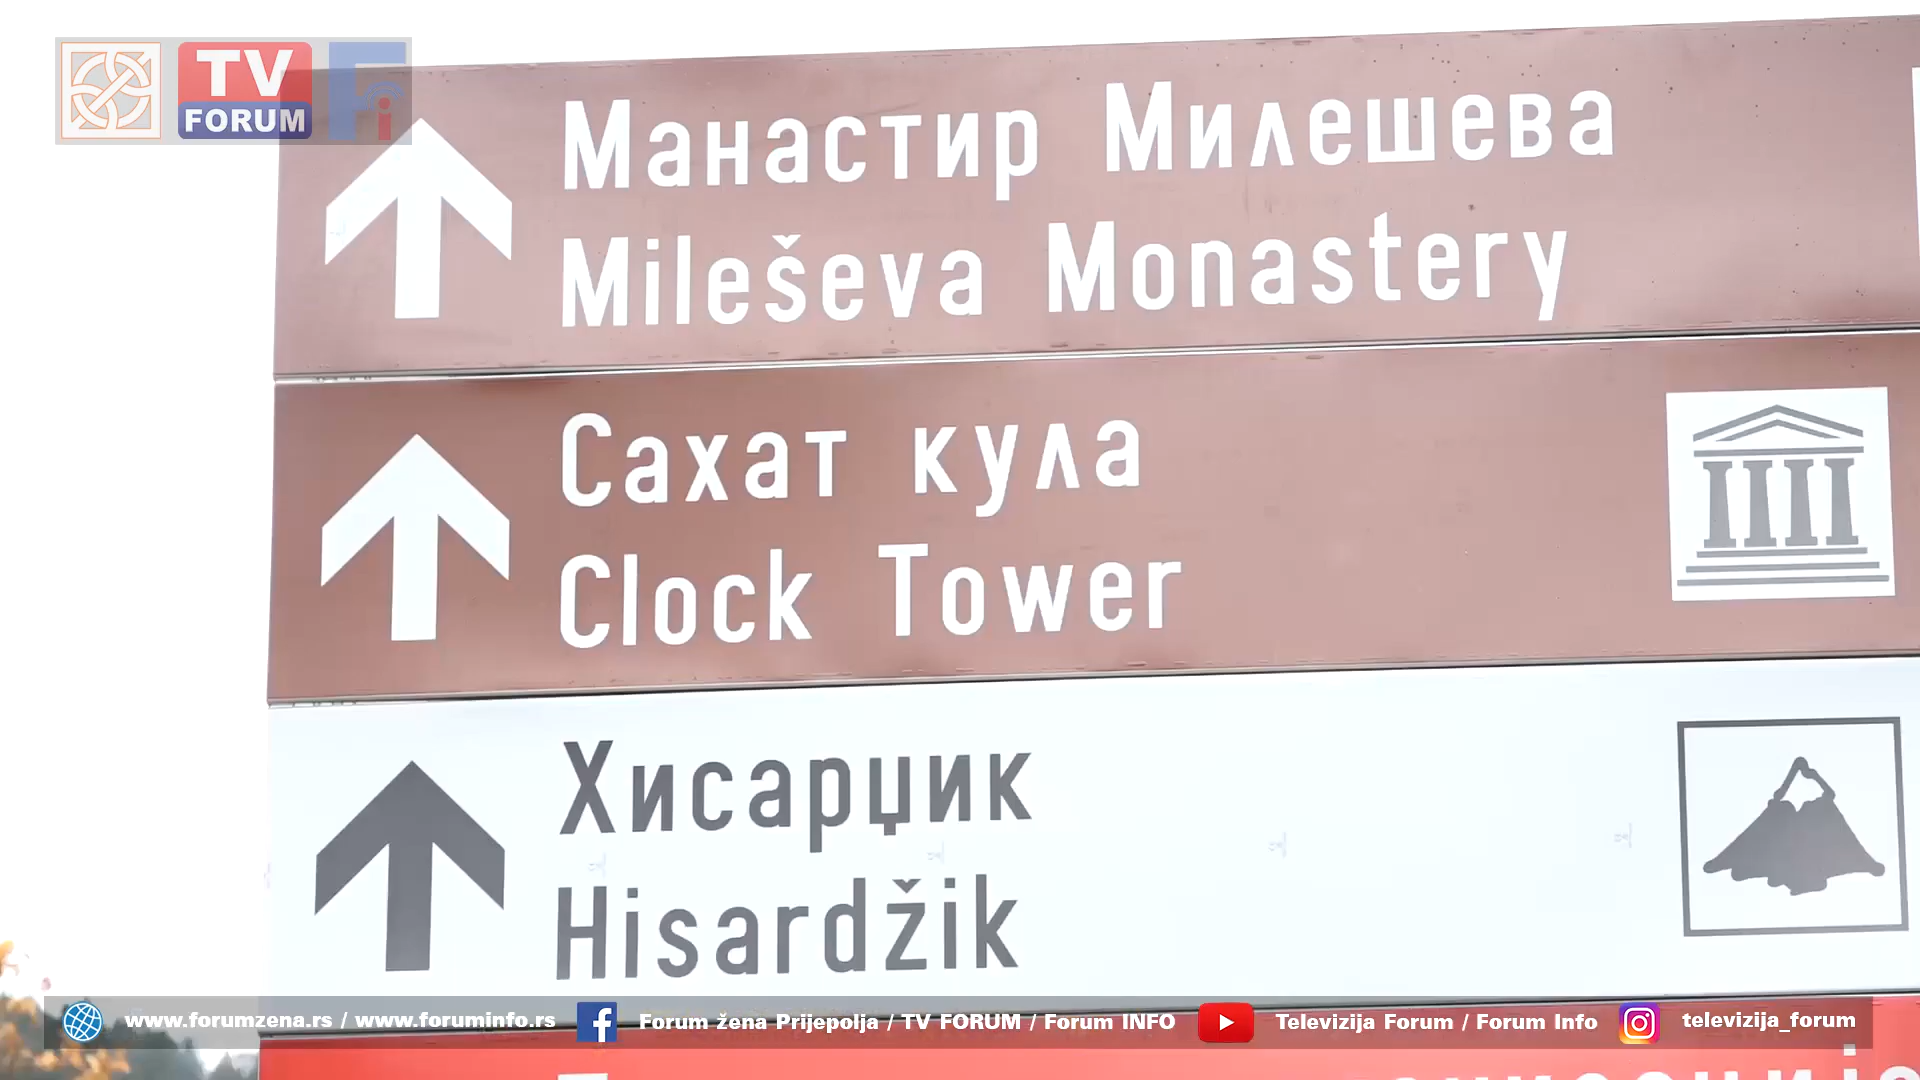 TV
FORUM
Fi
Манастир Милешева
Mileševa Monastery
Сахат кула
Clock Tower
Хисарџик
Hisardžik
www.forumzena.rs / www.foruminfo.rs
Forum žena Prijepolja / TV FORUM / Forum INFO
Televizija Forum / Forum Info
televizija_forum